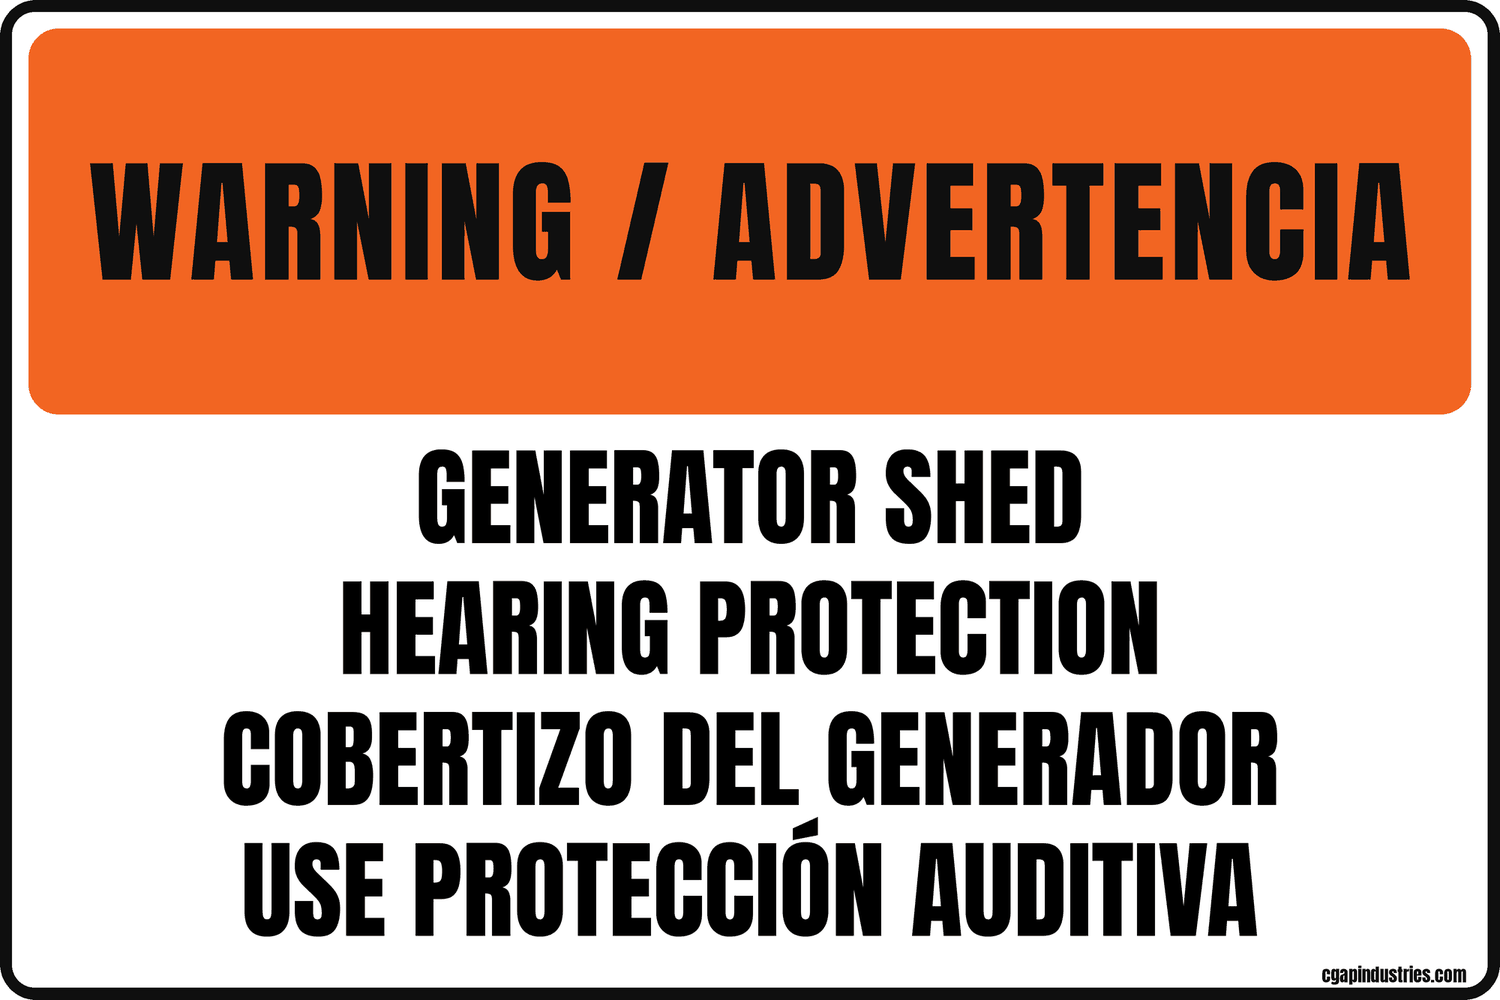 WARNING / ADVERTENCIA
GENERATOR SHED
HEARING PROTECTION
COBERTIZO DEL GENERADOR
USE PROTECCIÓN AUDITIVA
cgapindustries.com